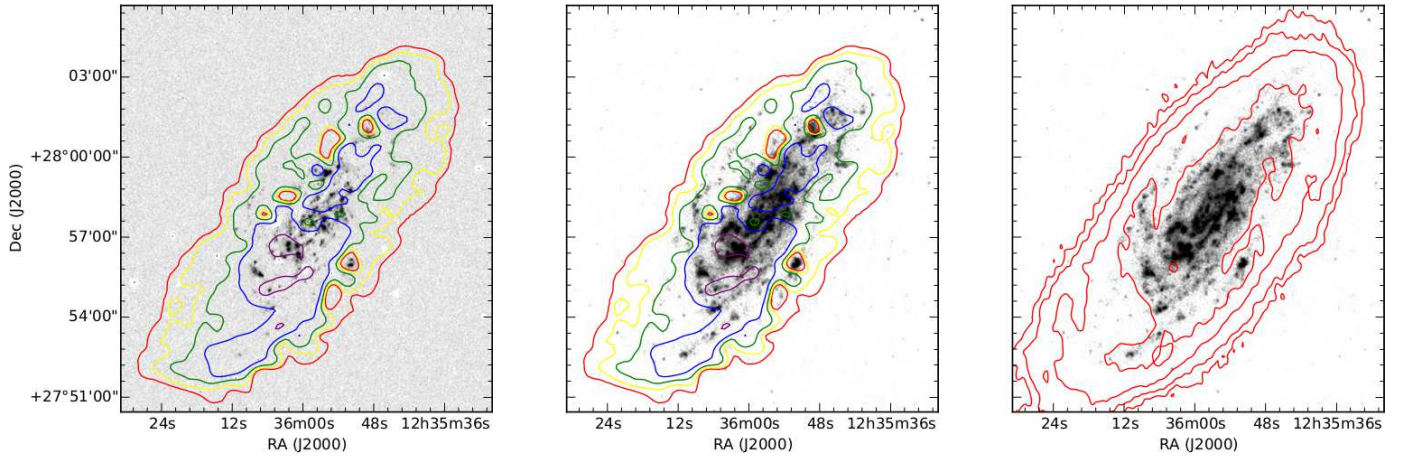 Dec (J2000)
03'00"
+28°00'00"
57'00"
54'00"
+27°51'00"
24s 12s 36m00s 48s 12h35m36s
RA (J2000)
24s 12s 36m00s 48s 12h35m36s
RA (J2000)
24s 12s 36m00s 48s 12h35m36s
RA (J2000)